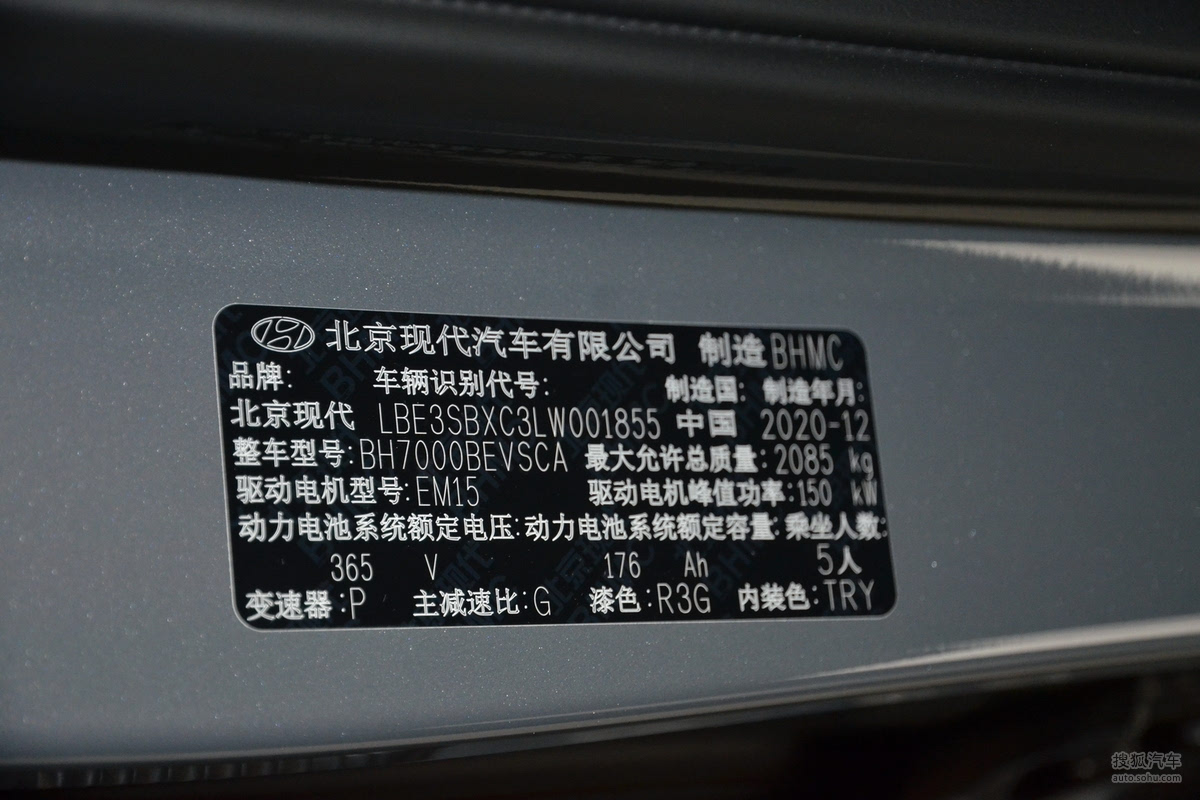 北京现代汽车有限公司 制造BHMC
品牌: 车辆识别代号: 制造国: 制造年月:
北京现代 LBE3SBXC3LW001855 中国 2020-12
整车型号:BH7000BEVSCA 最大允许总质量:2085 kg
驱动电机型号:EM15 驱动电机峰值功率:150 kW
动力电池系统额定电压:动力电池系统额定容量:乘坐人数:
365 V 176 Ah 5人
变速器:P 主减速比:G 漆色:R3G 内装色:TRY
搜狐汽车
auto.sohu.com